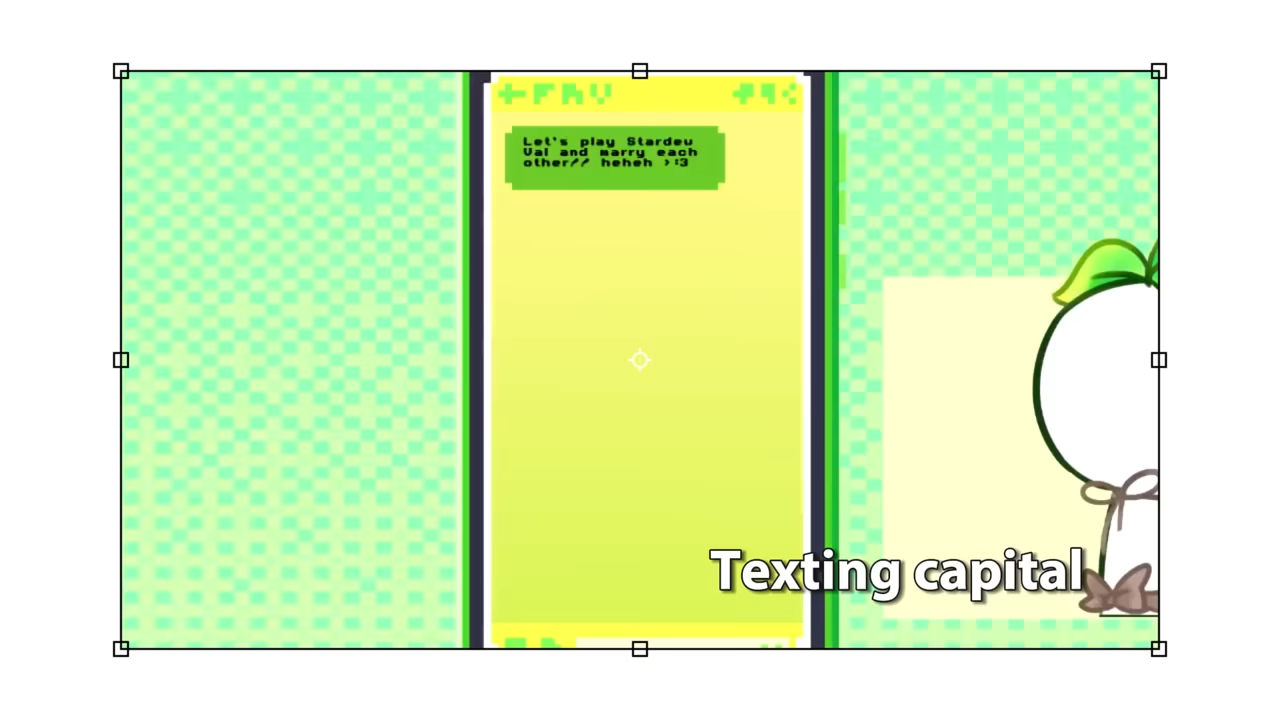 Let's play Stardew
Val and marry each
other// heheh >:3
Texting capital